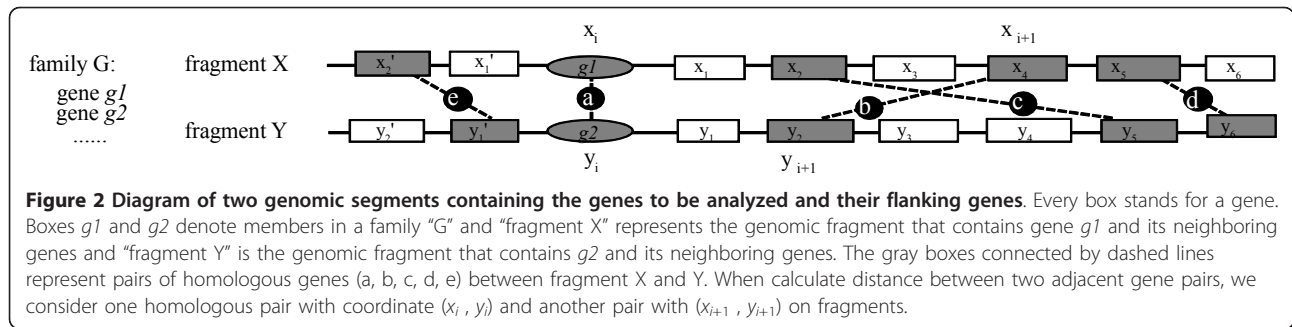 x_i x_{i+1}
family G: fragment X x_2' x_1' g1 x_1 x_2 x_3 x_4 x_5 x_6
gene g1
gene g2
......
e a b c d
fragment Y y_2' y_1' g2 y_1 y_2 y_3 y_4 y_5 y_6
y_i y_{i+1}
Figure 2 Diagram of two genomic segments containing the genes to be analyzed and their flanking genes. Every box stands for a gene.
Boxes g1 and g2 denote members in a family “G” and “fragment X” represents the genomic fragment that contains gene g1 and its neighboring
genes and “fragment Y” is the genomic fragment that contains g2 and its neighboring genes. The gray boxes connected by dashed lines
represent pairs of homologous genes (a, b, c, d, e) between fragment X and Y. When calculate distance between two adjacent gene pairs, we
consider one homologous pair with coordinate (x_i , y_i) and another pair with (x_{i+1} , y_{i+1}) on fragments.